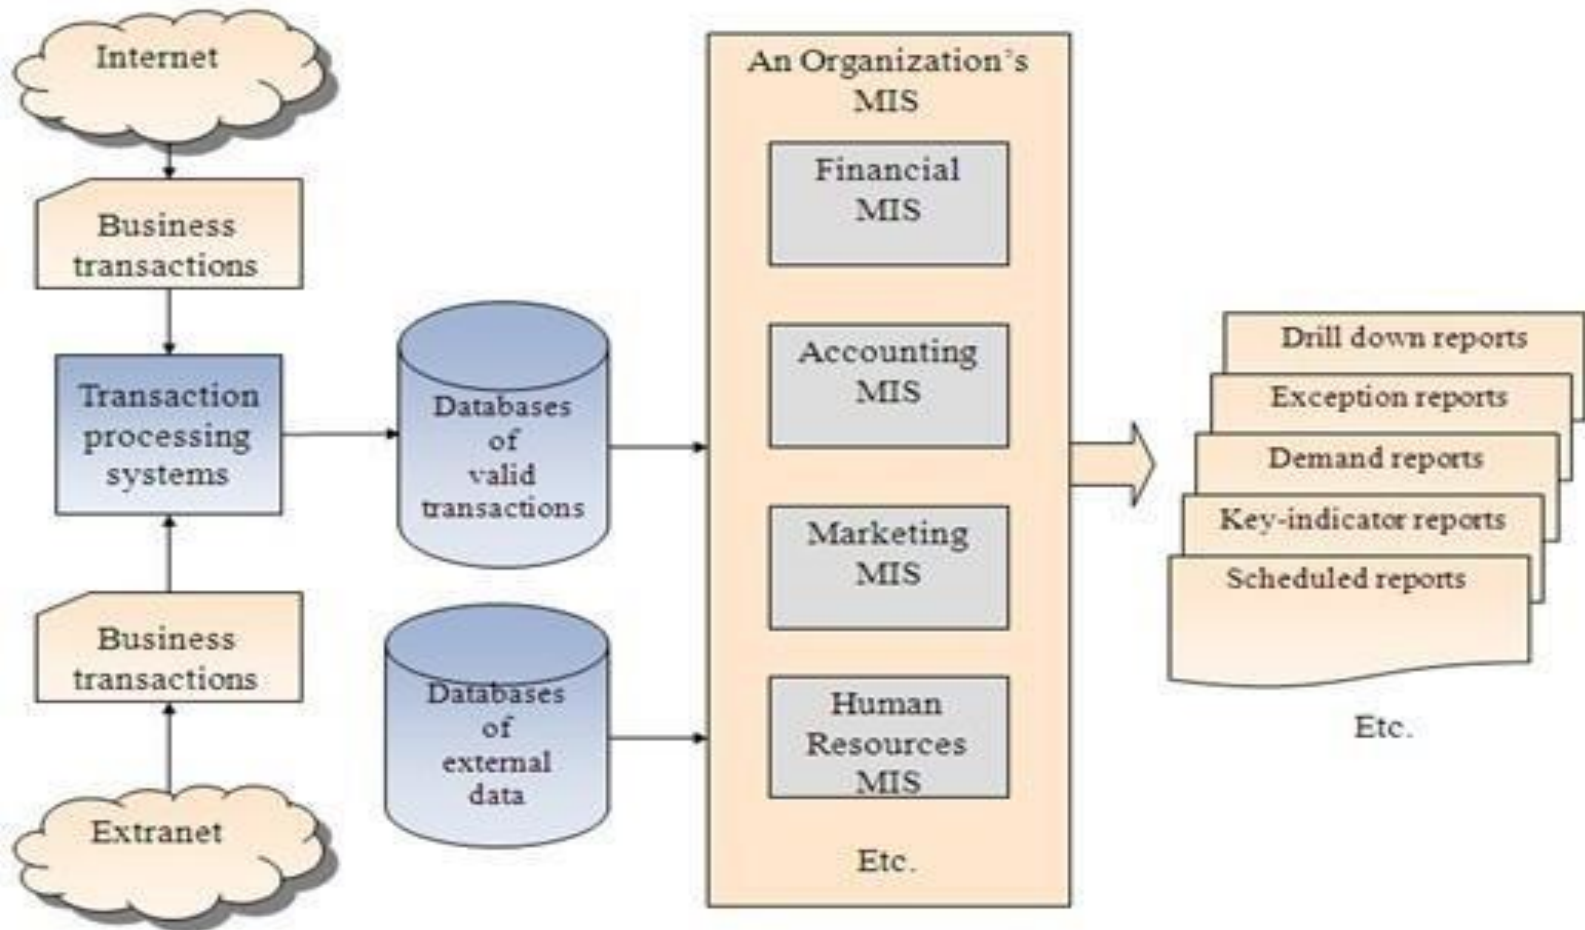 Internet
Business
transactions
Transaction
processing
systems
Business
transactions
Extranet
Databases
of
valid
transactions
Databases
of
external
data
An Organization's
MIS
Financial
MIS
Accounting
MIS
Marketing
MIS
Human
Resources
MIS
Etc.
Drill down reports
Exception reports
Demand reports
Key-indicator reports
Scheduled reports
Etc.